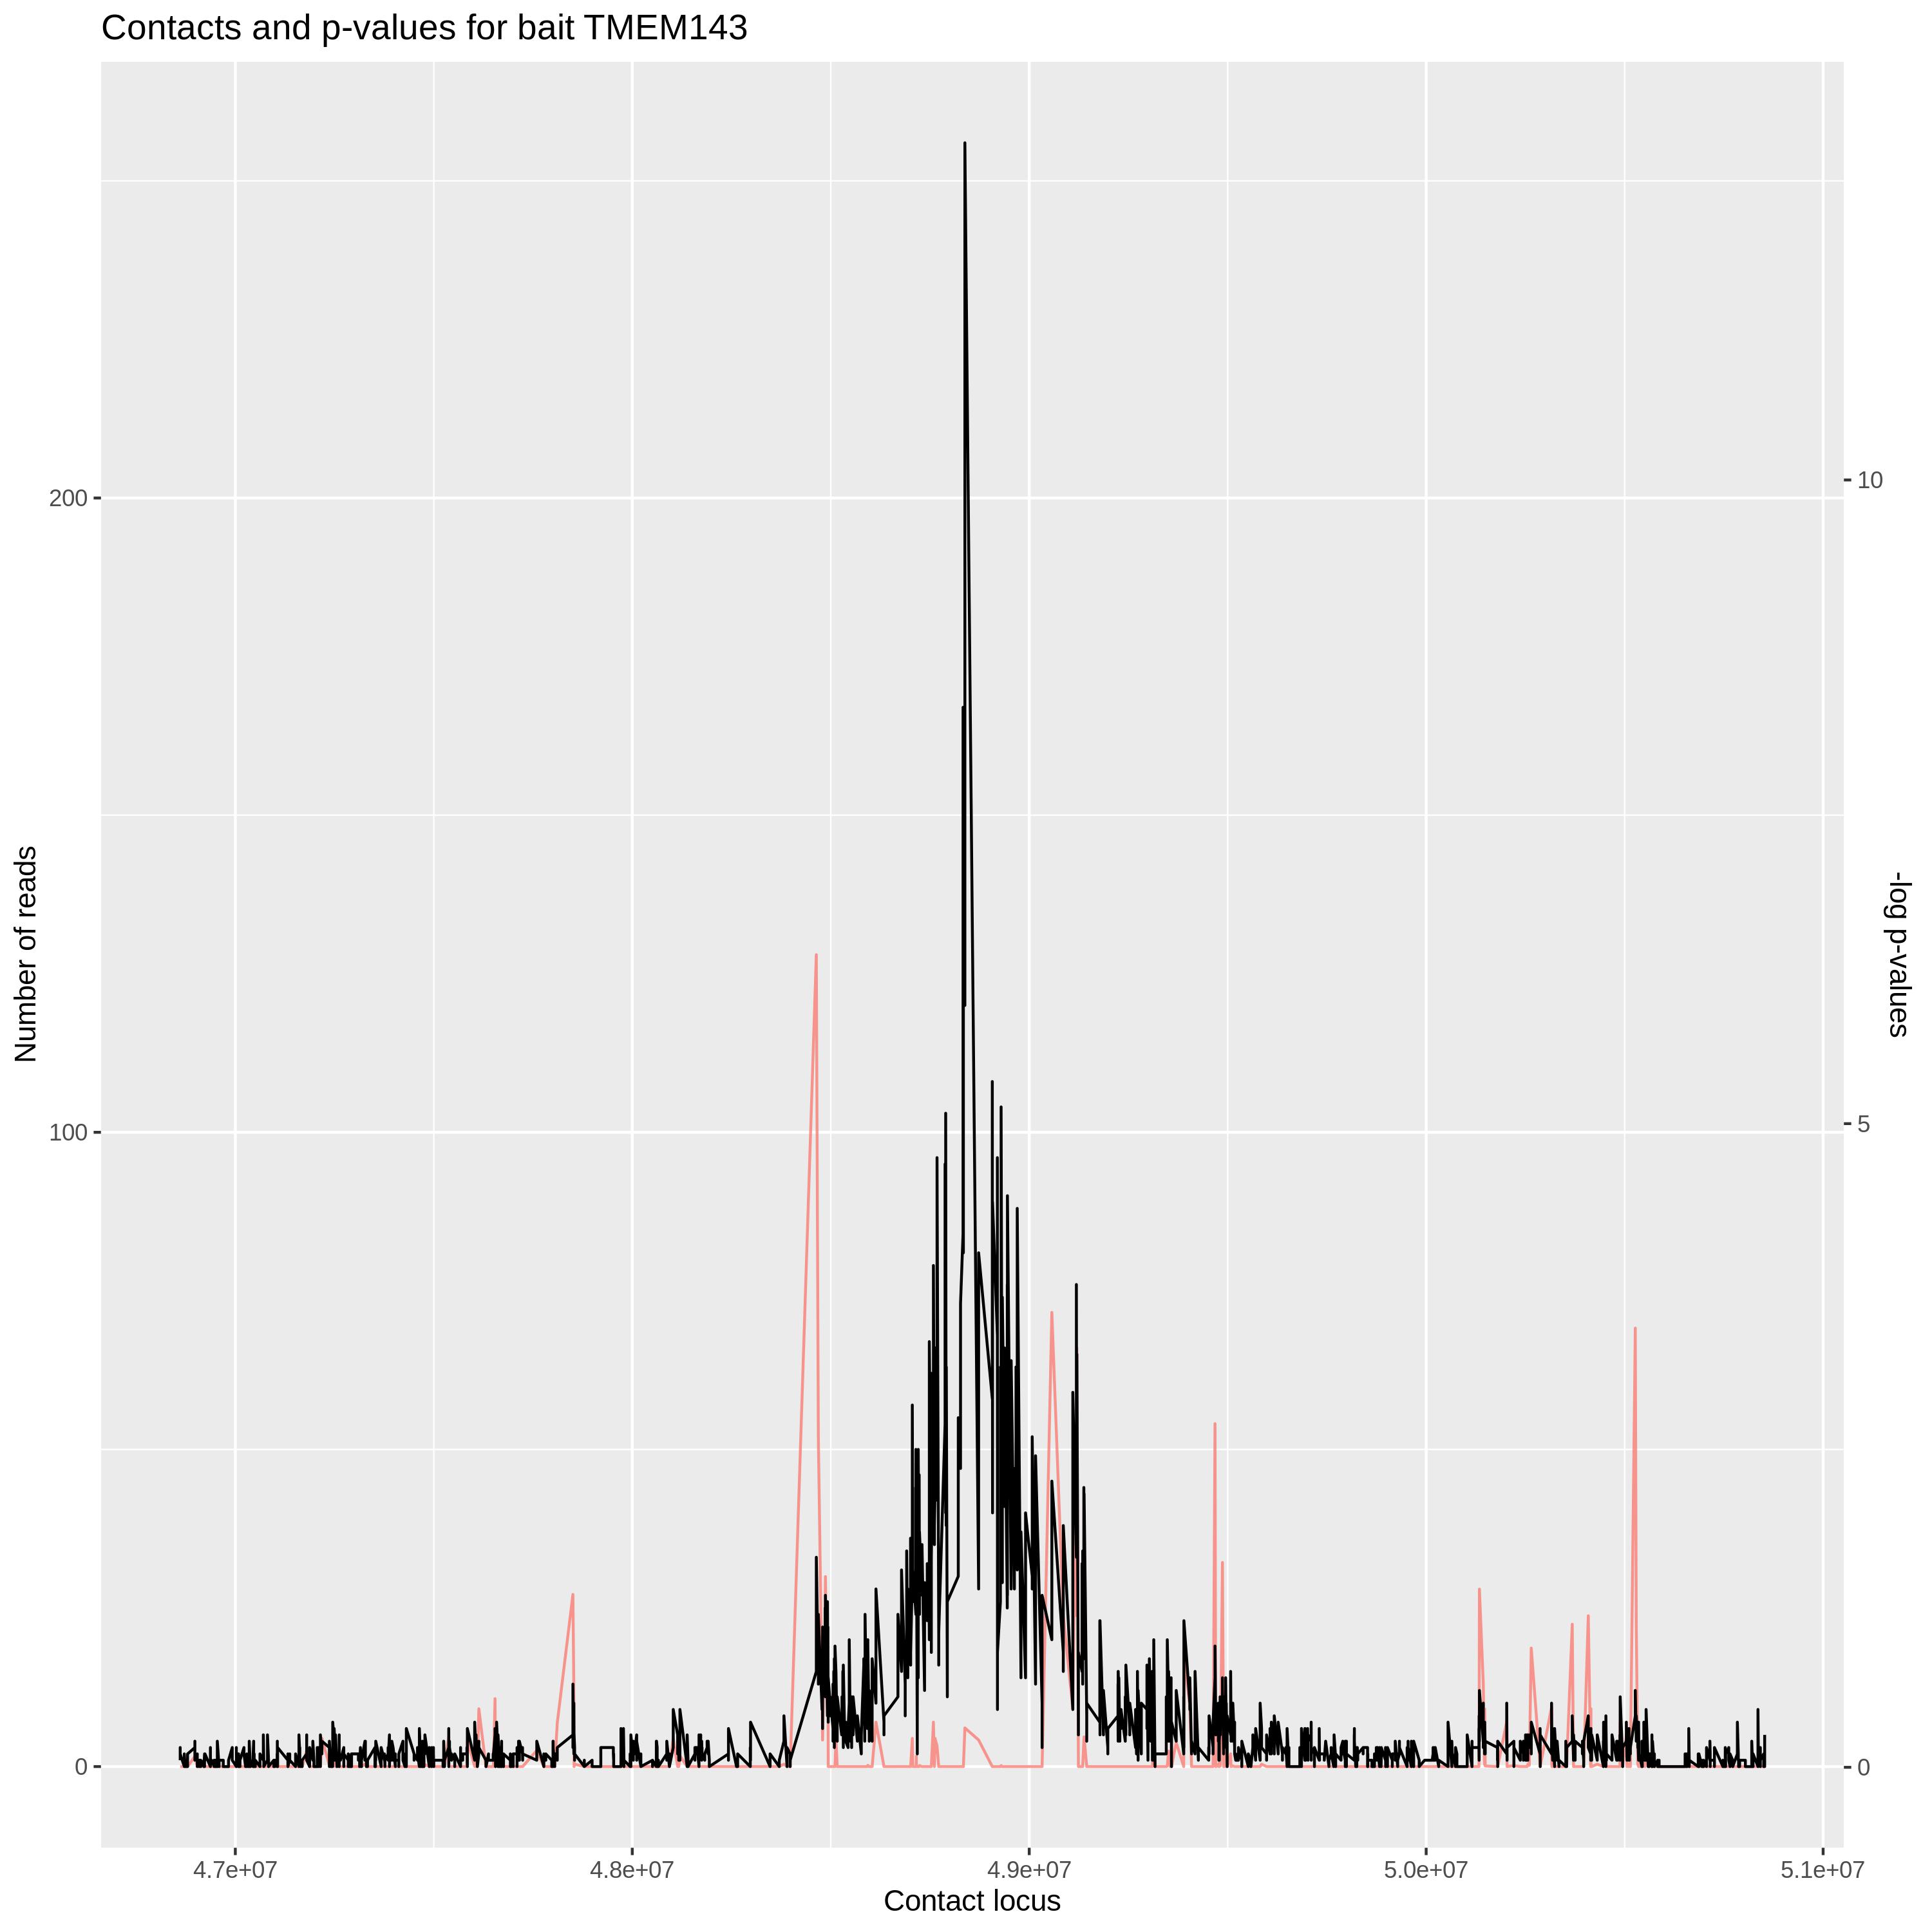 Contacts and p-values for bait TMEM143
200
100
0
Number of reads
10
5
0
-log p-values
4.7e+07
4.8e+07
4.9e+07
5.0e+07
5.1e+07
Contact locus